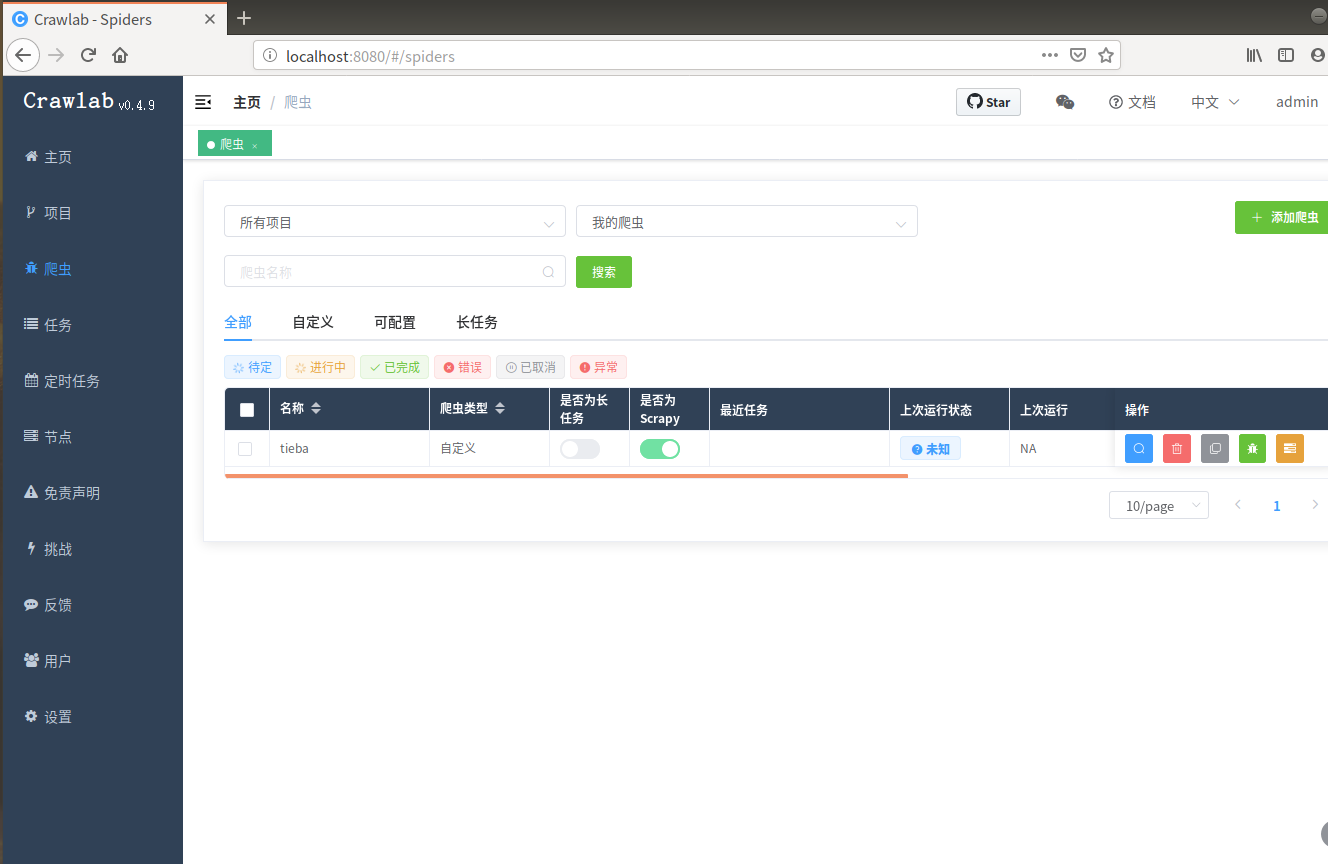 Crawlab - Spiders
localhost:8080/#/spiders
Crawlab v0.4.9
主页 / 爬虫
Star
文档
中文
admin
爬虫
主页
项目
爬虫
任务
定时任务
节点
免责声明
挑战
反馈
用户
设置
所有项目
我的爬虫
添加爬虫
爬虫名称
搜索
全部 自定义 可配置 长任务
待定 进行中 已完成 错误 已取消 异常
名称 爬虫类型 是否为长任务 是否为Scrapy 最近任务 上次运行状态 上次运行 操作
tieba 自定义 未知 NA
10/page 1